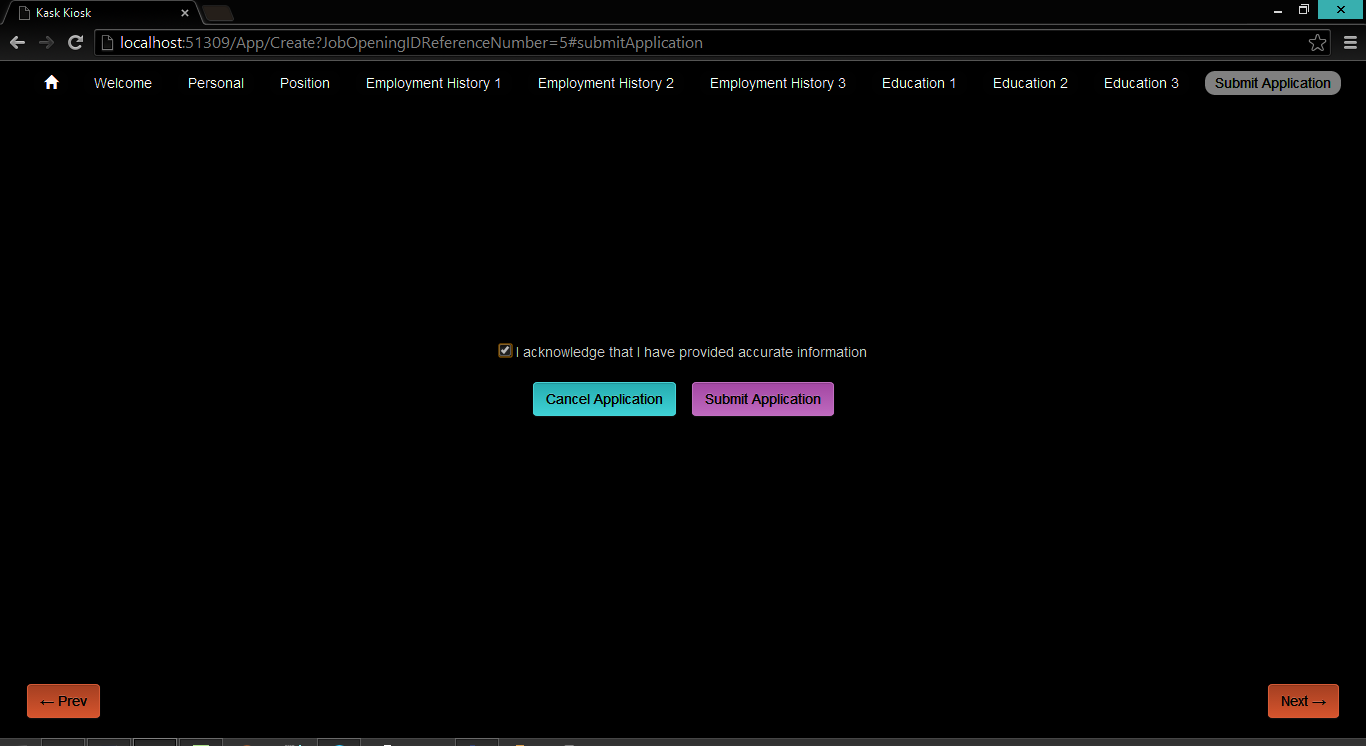 Kask Kiosk
localhost:51309/App/Create?JobOpeningIDReferenceNumber=5#submitApplication
Welcome Personal Position Employment History 1 Employment History 2 Employment History 3 Education 1 Education 2 Education 3 Submit Application
I acknowledge that I have provided accurate information
Cancel Application Submit Application
← Prev Next →